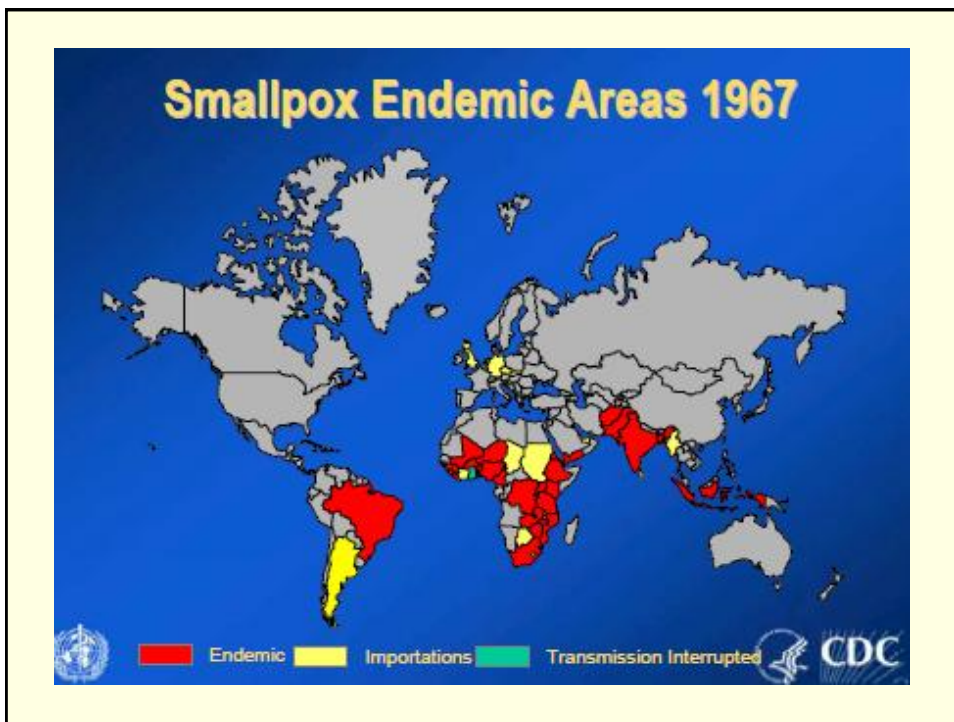 Smallpox Endemic Areas 1967
Endemic Importations Transmission Interrupted
CDC